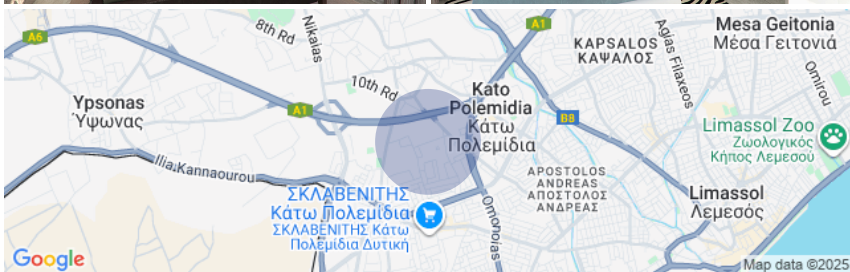 A6
8th Rd
Nikaias
A1
Mesa Geitonia
Μέσα Γειτονιά
KAPSALOS
ΚΑΨΑΛΟΣ
Agias Filaxeos
Omirou
10th Rd
Kato
Polemidia
Κάτω
Πολεμίδια
Ypsonas
Ύψωνας
A1
B8
Limassol Zoo
Ζωολογικός
Κήπος Λεμεσού
Ilia Kannaourou
APOSTOLOS
ANDREAS
ΑΠΟΣΤΟΛΟΣ
ΑΝΔΡΕΑΣ
ΣΚΛΑΒΕΝΙΤΗΣ
Κάτω Πολεμίδια
ΣΚΛΑΒΕΝΙΤΗΣ Κάτω
Πολεμίδια Δυτική
Omonoias
Limassol
Λεμεσός
Google
Map data ©2025